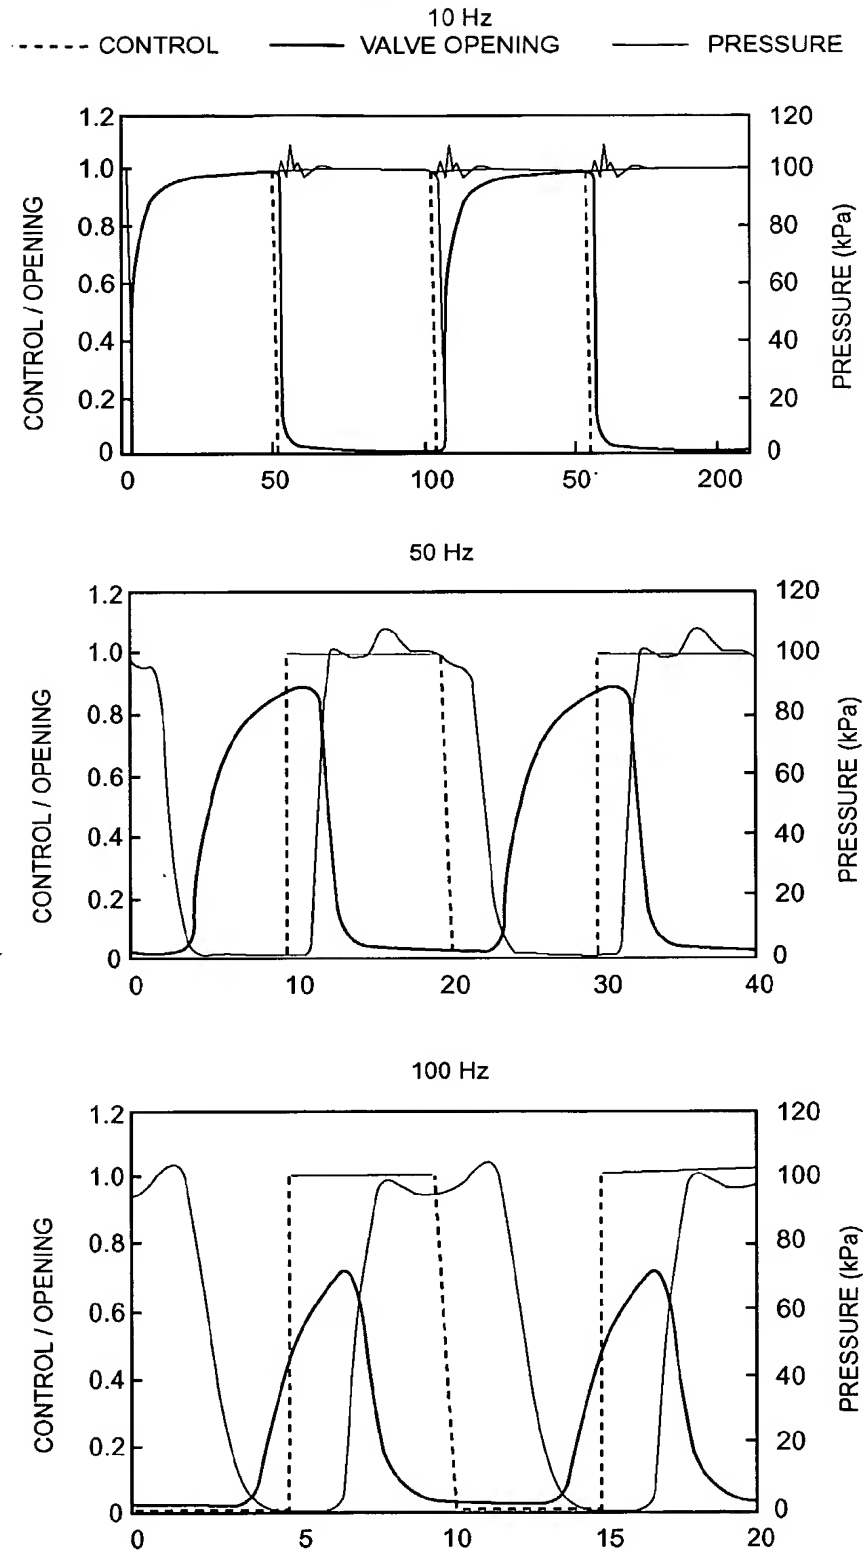 10 Hz
CONTROL VALVE OPENING PRESSURE
1.2 120
1.0 100
0.8 80
0.6 60
0.4 40
0.2 20
0 0
CONTROL / OPENING
PRESSURE (kPa)
0 50 100 50 200
50 Hz
1.2 120
1.0 100
0.8 80
0.6 60
0.4 40
0.2 20
0 0
CONTROL / OPENING
PRESSURE (kPa)
0 10 20 30 40
100 Hz
1.2 120
1.0 100
0.8 80
0.6 60
0.4 40
0.2 20
0 0
CONTROL / OPENING
PRESSURE (kPa)
0 5 10 15 20